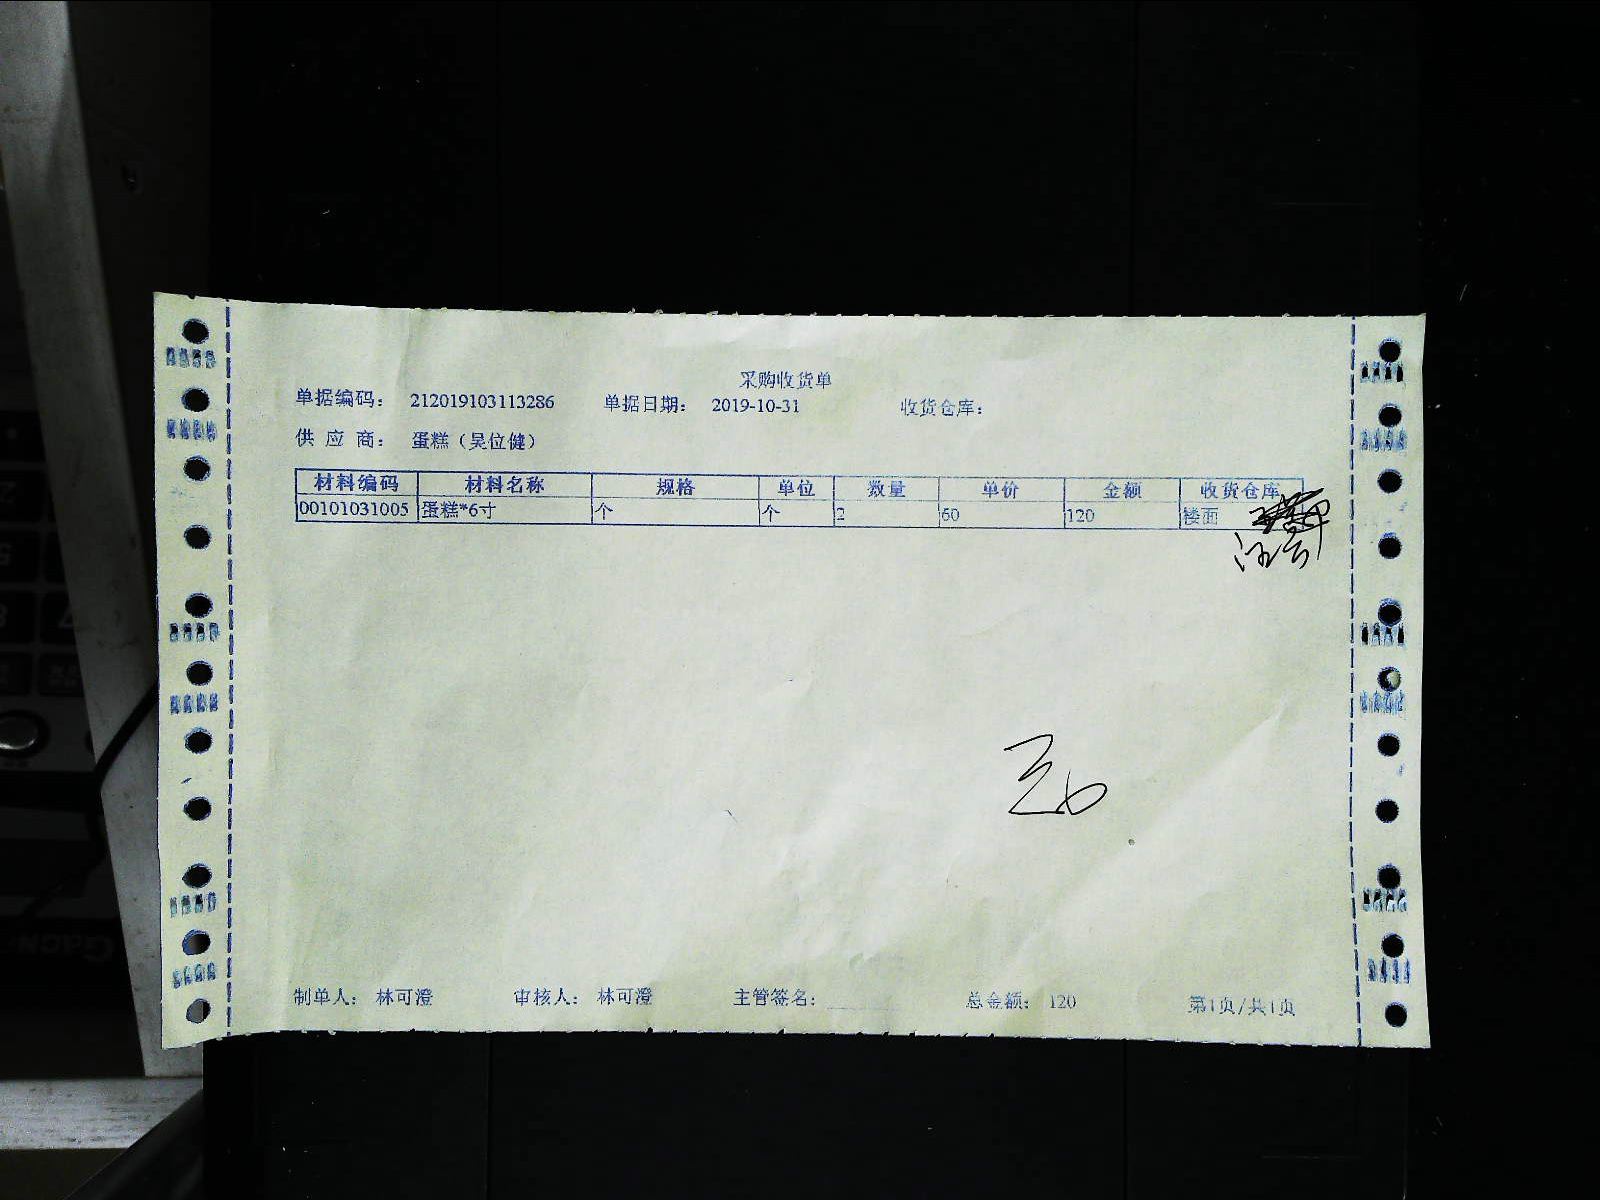 采购收货单
单据编码： 212019103113286 单据日期： 2019-10-31 收货仓库：
供 应 商： 蛋糕（吴位健）
材料编码 材料名称 规格 单位 数量 单价 金额 收货仓库
00101031005 蛋糕*6寸 个 个 2 60 120 楼面
制单人： 林可澄 审核人： 林可澄 主管签名： 总金额： 120 第1页/共1页